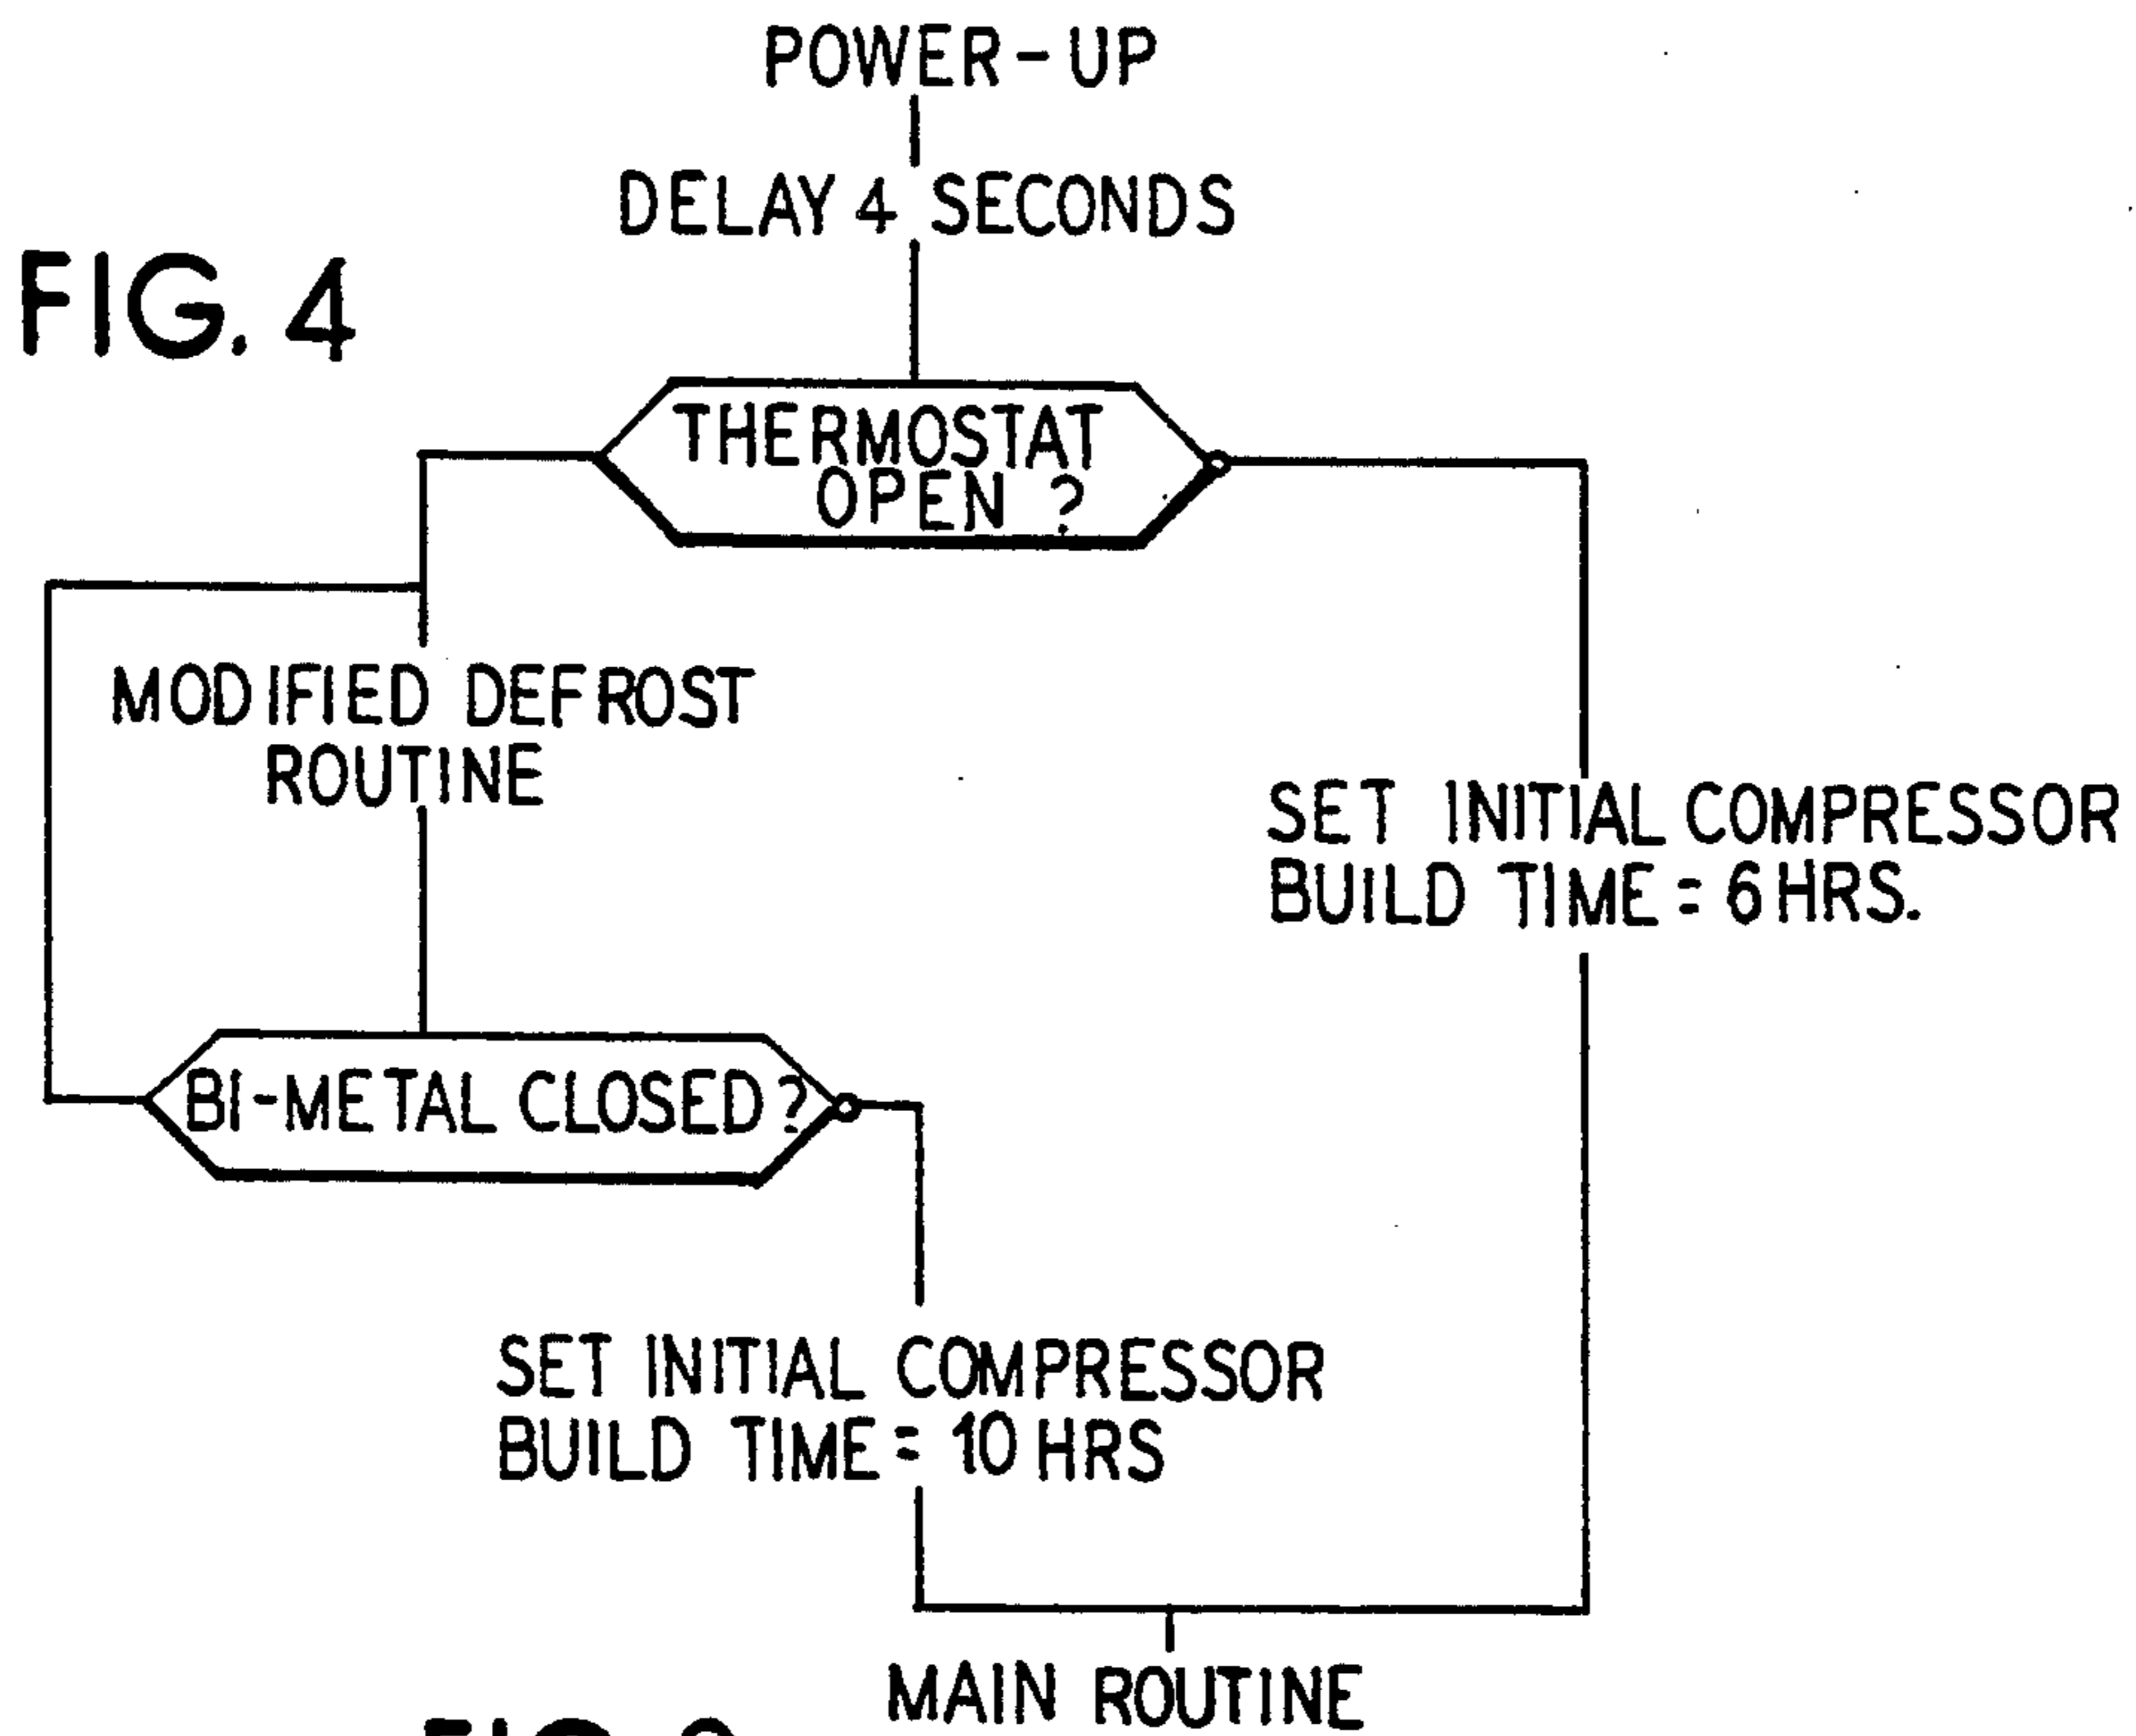 POWER-UP
DELAY 4 SECONDS
FIG. 4
THERMOSTAT
OPEN ?
MODIFIED DEFROST
ROUTINE
SET INITIAL COMPRESSOR
BUILD TIME = 6 HRS.
BI-METAL CLOSED ?
SET INITIAL COMPRESSOR
BUILD TIME = 10 HRS
MAIN ROUTINE